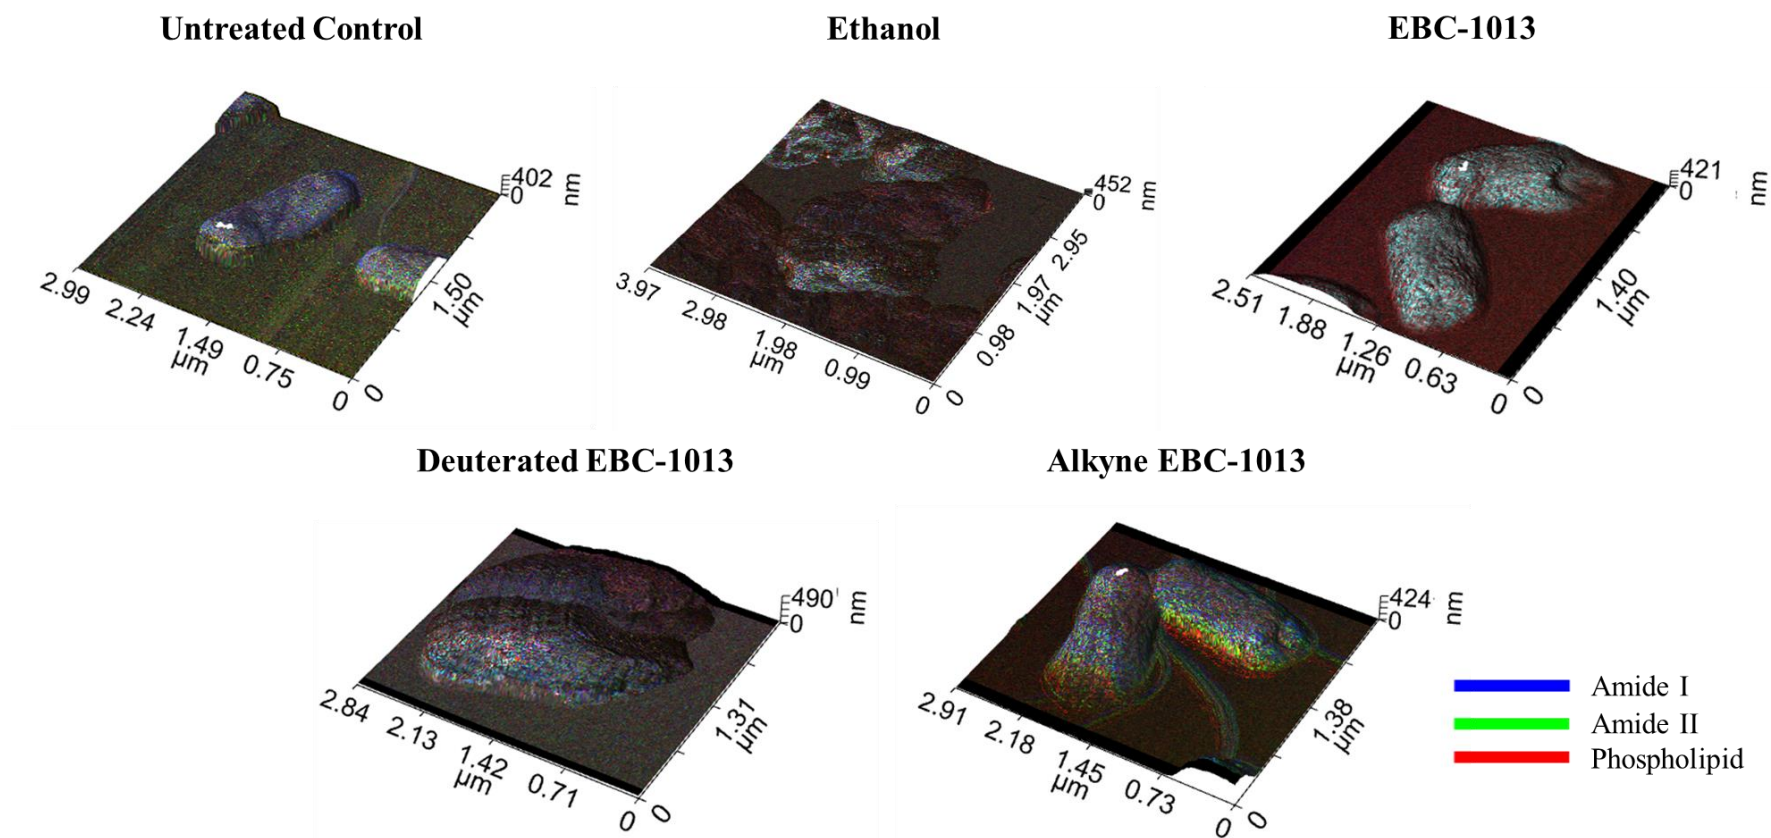 Untreated Control
Ethanol
EBC-1013
402
0
nm
2.99
2.24
1.49
0.75
0
µm
0
1.50
µm
452
0
nm
3.97
2.98
1.98
0.99
0
µm
0
0.98
1.97
2.95
µm
421
0
nm
2.51
1.88
1.26
0.63
0
µm
0
1.40
µm
Deuterated EBC-1013
Alkyne EBC-1013
490
0
nm
2.84
2.13
1.42
0.71
0
µm
0
1.31
µm
424
0
nm
2.91
2.18
1.45
0.73
0
µm
0
1.38
µm
Amide I
Amide II
Phospholipid